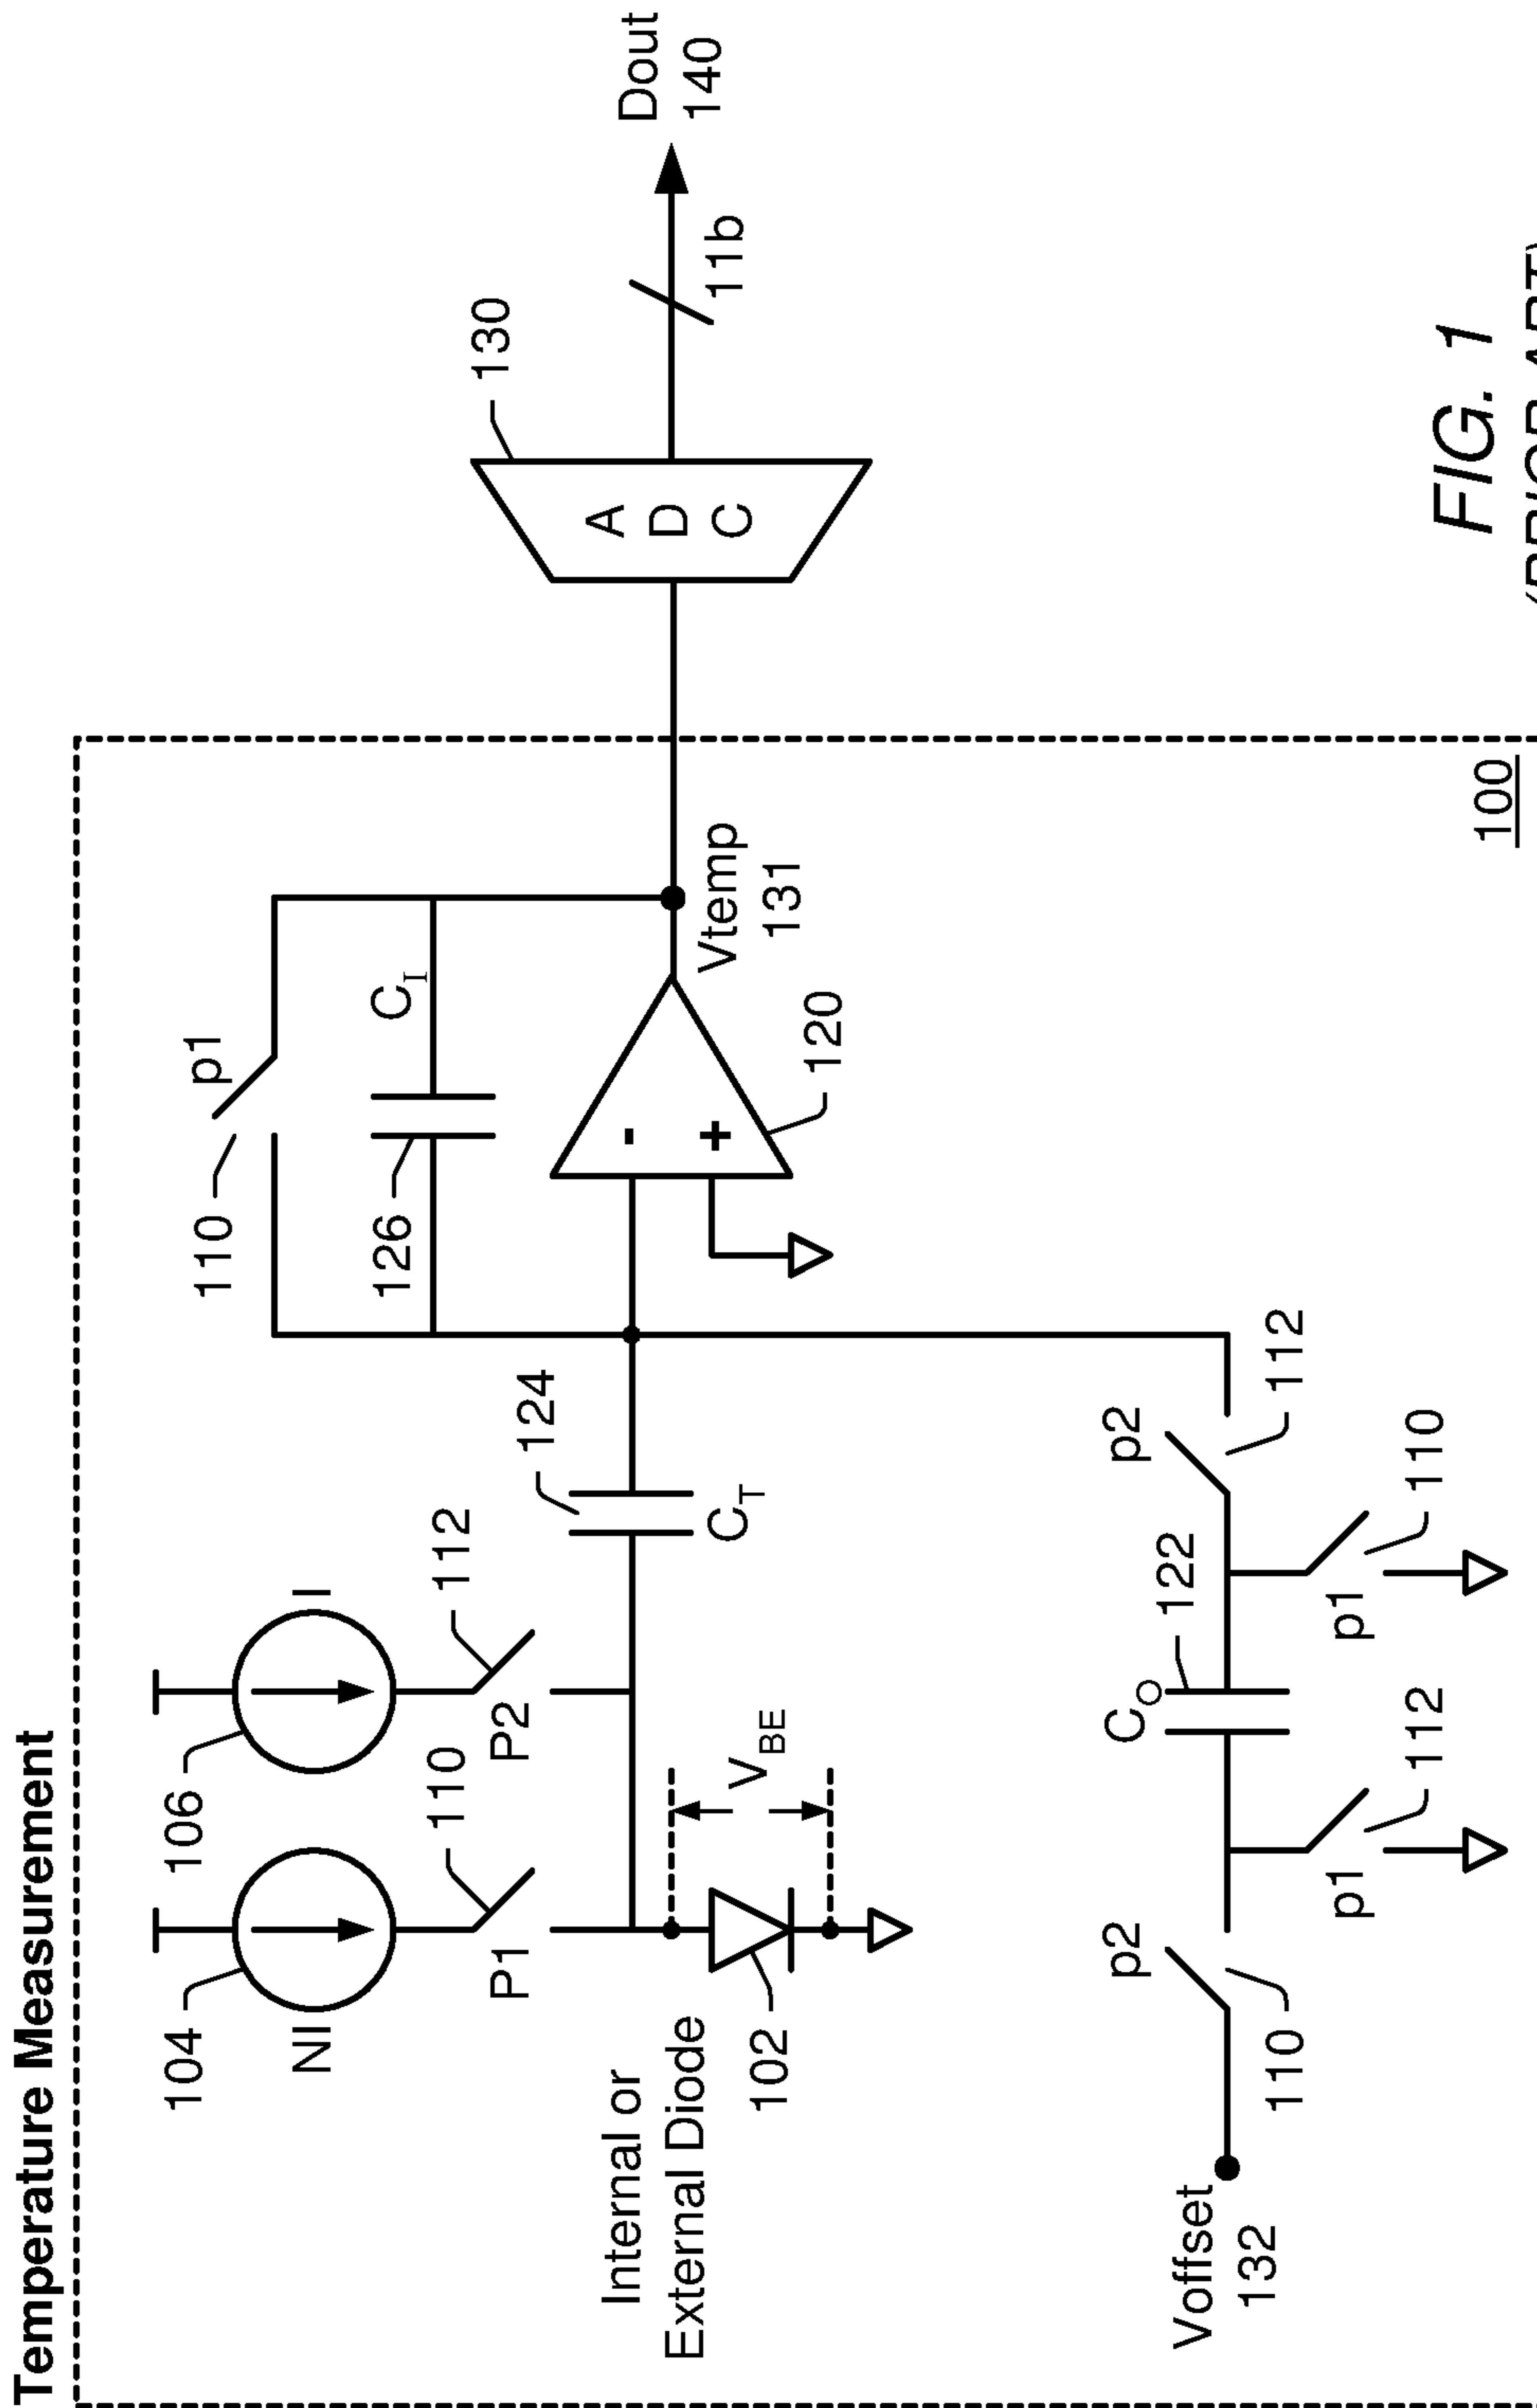 Temperature Measurement
104
NI
106
I
P1
110
P2
112
110
p1
126
C_I
124
C_T
-
+
120
Vtemp
131
130
A
D
C
11b
Dout
140
Internal or
External Diode
102
V_BE
Voffset
132
p2
110
p1
112
C_O
122
p1
110
p2
112
100
FIG. 1
(PRIOR ART)